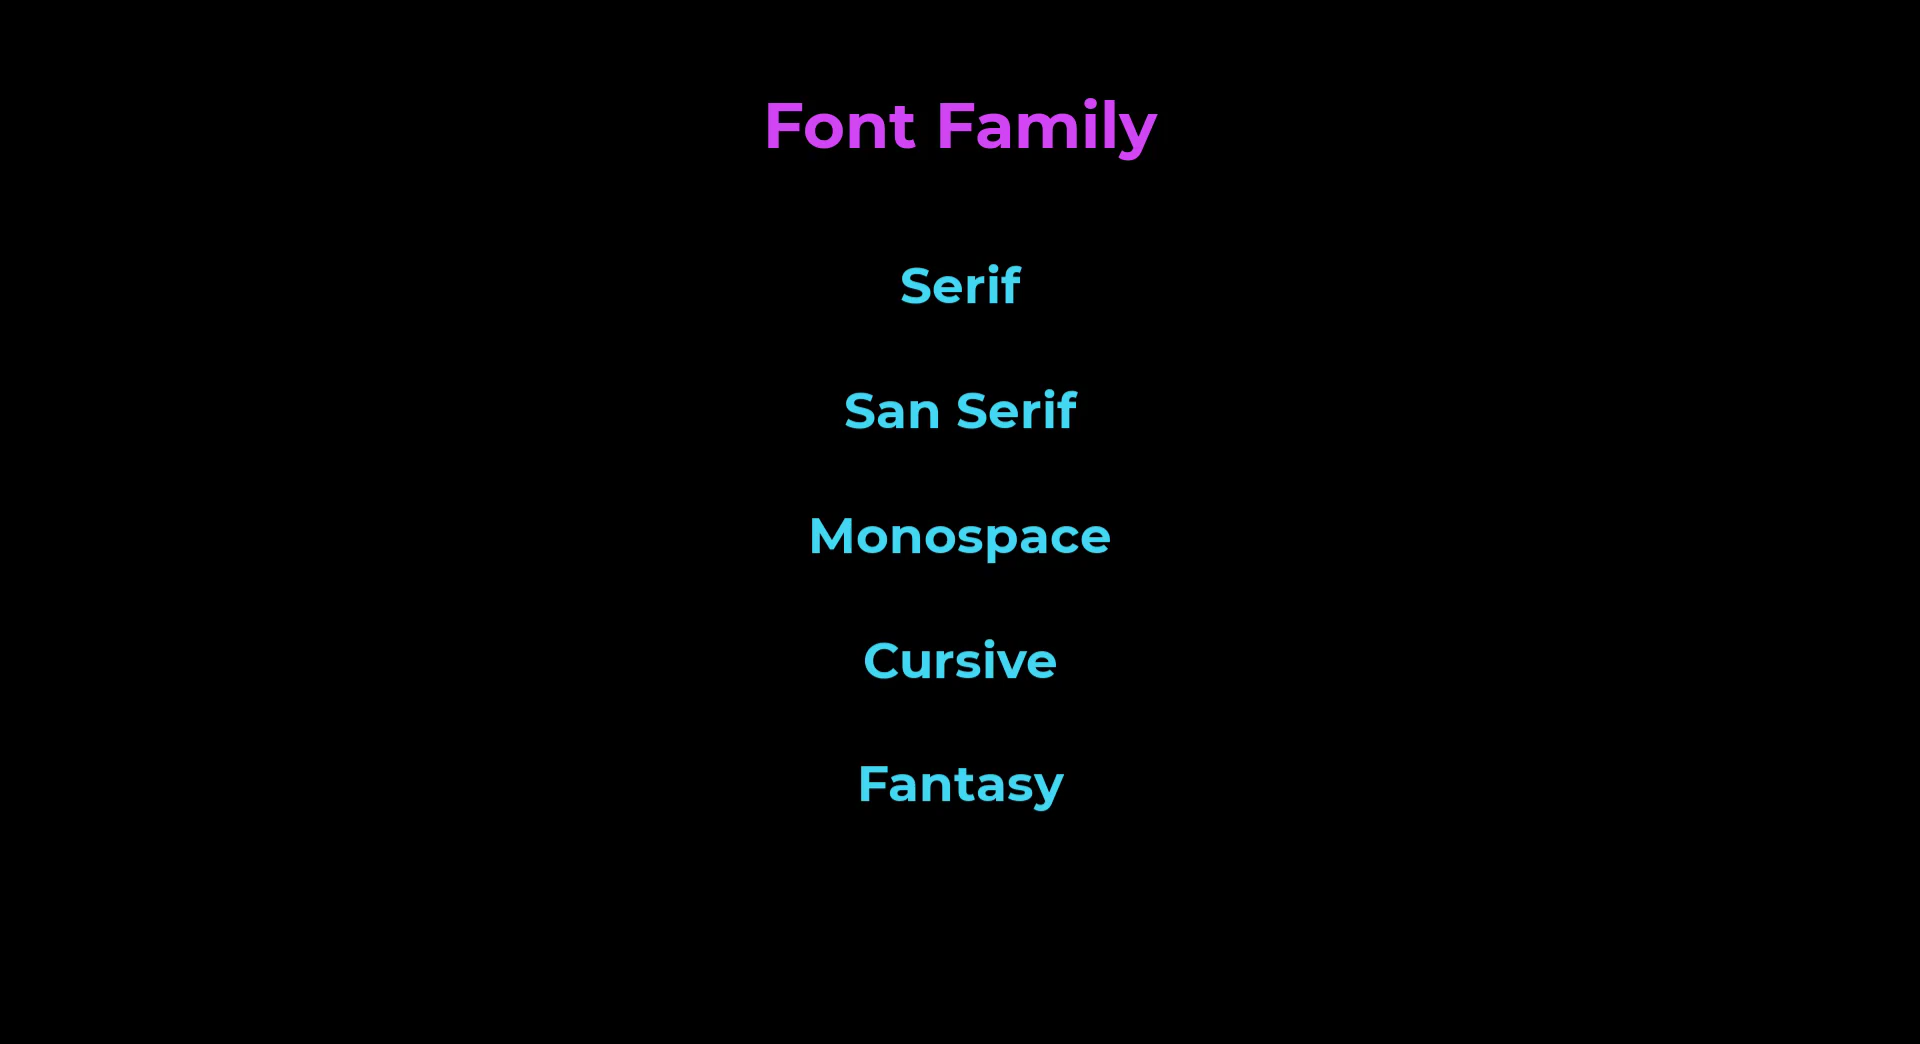 Font Family
Serif
San Serif
Monospace
Cursive
Fantasy